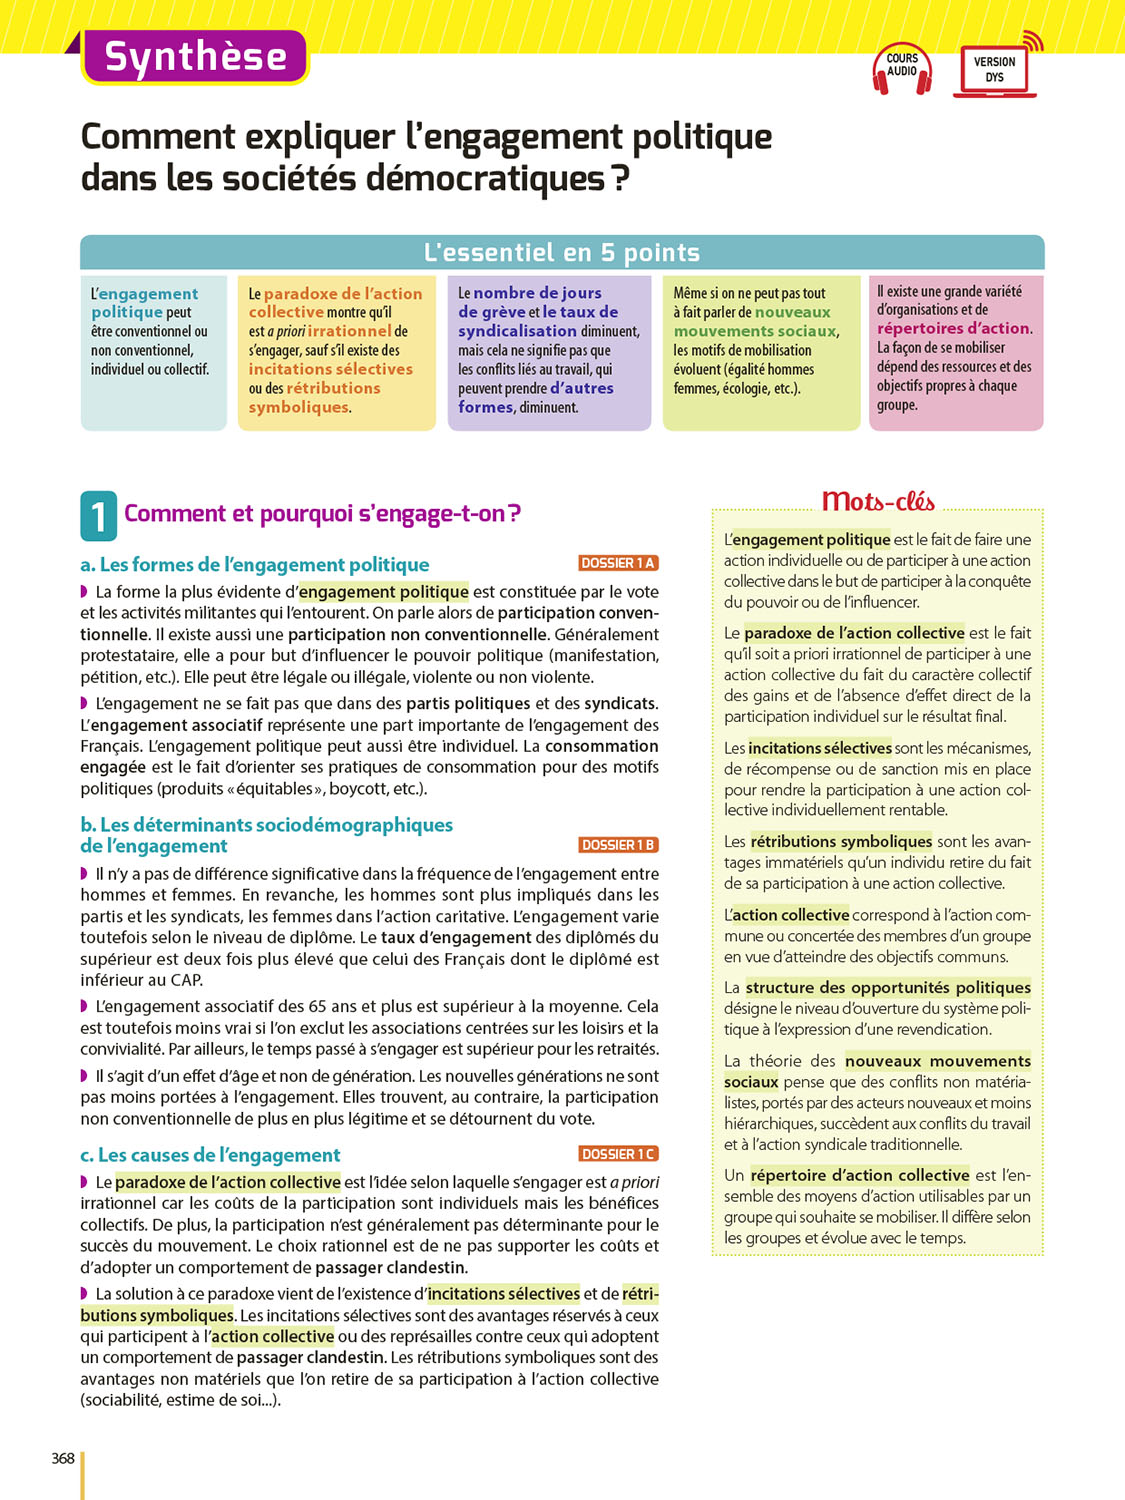 Synthèse
COURS
AUDIO
VERSION
DYS
Comment expliquer l'engagement politique
dans les sociétés démocratiques ?
L'essentiel en 5 points
L'engagement
politique peut
être conventionnel ou
non conventionnel,
individuel ou collectif.
Le paradoxe de l'action
collective montre qu'il
est a priori irrationnel de
s'engager, sauf s'il existe des
incitations sélectives
ou des rétributions
symboliques.
Le nombre de jours
de grève et le taux de
syndicalisation diminuent,
mais cela ne signifie pas que
les conflits liés au travail, qui
peuvent prendre d'autres
formes, diminuent.
Même si on ne peut pas tout
à fait parler de nouveaux
mouvements sociaux,
les motifs de mobilisation
évoluent (égalité hommes
femmes, écologie, etc.).
Il existe une grande variété
d'organisations et de
répertoires d'action.
La façon de se mobiliser
dépend des ressources et des
objectifs propres à chaque
groupe.
1 Comment et pourquoi s'engage-t-on ?
a. Les formes de l'engagement politique
DOSSIER 1 A
La forme la plus évidente d'engagement politique est constituée par le vote
et les activités militantes qui l'entourent. On parle alors de participation conven-
tionnelle. Il existe aussi une participation non conventionnelle. Généralement
protestataire, elle a pour but d'influencer le pouvoir politique (manifestation,
pétition, etc.). Elle peut être légale ou illégale, violente ou non violente.
L'engagement ne se fait pas que dans des partis politiques et des syndicats.
L'engagement associatif représente une part importante de l'engagement des
Français. L'engagement politique peut aussi être individuel. La consommation
engagée est le fait d'orienter ses pratiques de consommation pour des motifs
politiques (produits « équitables », boycott, etc.).
b. Les déterminants sociodémographiques
de l'engagement
DOSSIER 1 B
Il n'y a pas de différence significative dans la fréquence de l'engagement entre
hommes et femmes. En revanche, les hommes sont plus impliqués dans les
partis et les syndicats, les femmes dans l'action caritative. L'engagement varie
toutefois selon le niveau de diplôme. Le taux d'engagement des diplômés du
supérieur est deux fois plus élevé que celui des Français dont le diplômé est
inférieur au CAP.
L'engagement associatif des 65 ans et plus est supérieur à la moyenne. Cela
est toutefois moins vrai si l'on exclut les associations centrées sur les loisirs et la
convivialité. Par ailleurs, le temps passé à s'engager est supérieur pour les retraités.
Il s'agit d'un effet d'âge et non de génération. Les nouvelles générations ne sont
pas moins portées à l'engagement. Elles trouvent, au contraire, la participation
non conventionnelle de plus en plus légitime et se détournent du vote.
c. Les causes de l'engagement
DOSSIER 1 C
Le paradoxe de l'action collective est l'idée selon laquelle s'engager est a priori
irrationnel car les coûts de la participation sont individuels mais les bénéfices
collectifs. De plus, la participation n'est généralement pas déterminante pour le
succès du mouvement. Le choix rationnel est de ne pas supporter les coûts et
d'adopter un comportement de passager clandestin.
La solution à ce paradoxe vient de l'existence d'incitations sélectives et de rétri-
butions symboliques. Les incitations sélectives sont des avantages réservés à ceux
qui participent à l'action collective ou des représailles contre ceux qui adoptent
un comportement de passager clandestin. Les rétributions symboliques sont des
avantages non matériels que l'on retire de sa participation à l'action collective
(sociabilité, estime de soi...).
Mots-clés
L'engagement politique est le fait de faire une
action individuelle ou de participer à une action
collective dans le but de participer à la conquête
du pouvoir ou de l'influencer.
Le paradoxe de l'action collective est le fait
qu'il soit a priori irrationnel de participer à une
action collective du fait du caractère collectif
des gains et de l'absence d'effet direct de la
participation individuel sur le résultat final.
Les incitations sélectives sont les mécanismes,
de récompense ou de sanction mis en place
pour rendre la participation à une action col-
lective individuellement rentable.
Les rétributions symboliques sont les avan-
tages immatériels qu'un individu retire du fait
de sa participation à une action collective.
L'action collective correspond à l'action com-
mune ou concertée des membres d'un groupe
en vue d'atteindre des objectifs communs.
La structure des opportunités politiques
désigne le niveau d'ouverture du système poli-
tique à l'expression d'une revendication.
La théorie des nouveaux mouvements
sociaux pense que des conflits non matéria-
listes, portés par des acteurs nouveaux et moins
hiérarchiques, succèdent aux conflits du travail
et à l'action syndicale traditionnelle.
Un répertoire d'action collective est l'en-
semble des moyens d'action utilisables par un
groupe qui souhaite se mobiliser. Il diffère selon
les groupes et évolue avec le temps.
368